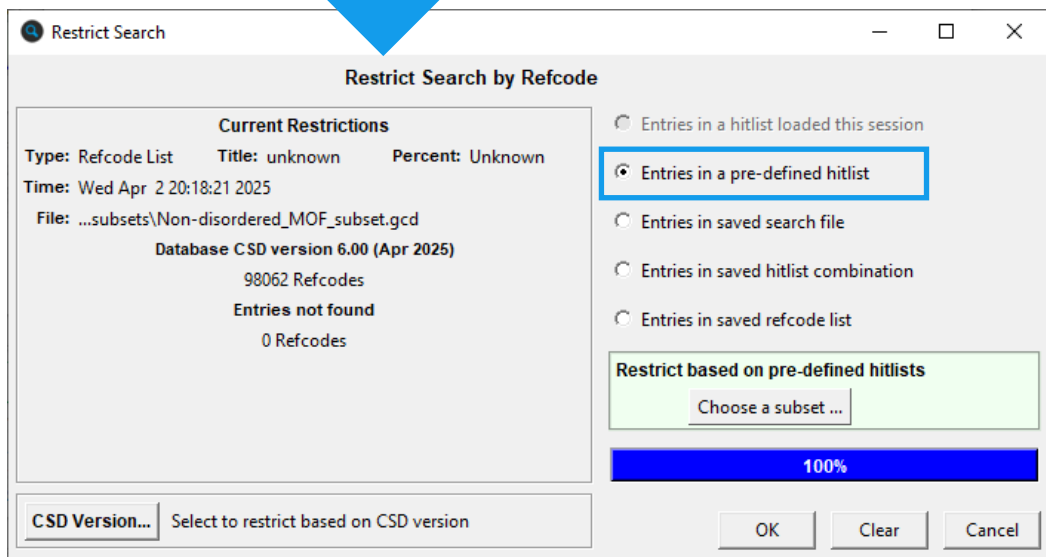 Restrict Search
Restrict Search by Refcode
Current Restrictions
Type: Refcode List Title: unknown Percent: Unknown
Time: Wed Apr 2 20:18:21 2025
File: ...subsets\Non-disordered_MOF_subset.gcd
Database CSD version 6.00 (Apr 2025)
98062 Refcodes
Entries not found
0 Refcodes
CSD Version... Select to restrict based on CSD version
Entries in a hitlist loaded this session
Entries in a pre-defined hitlist
Entries in saved search file
Entries in saved hitlist combination
Entries in saved refcode list
Restrict based on pre-defined hitlists
Choose a subset ...
100%
OK Clear Cancel